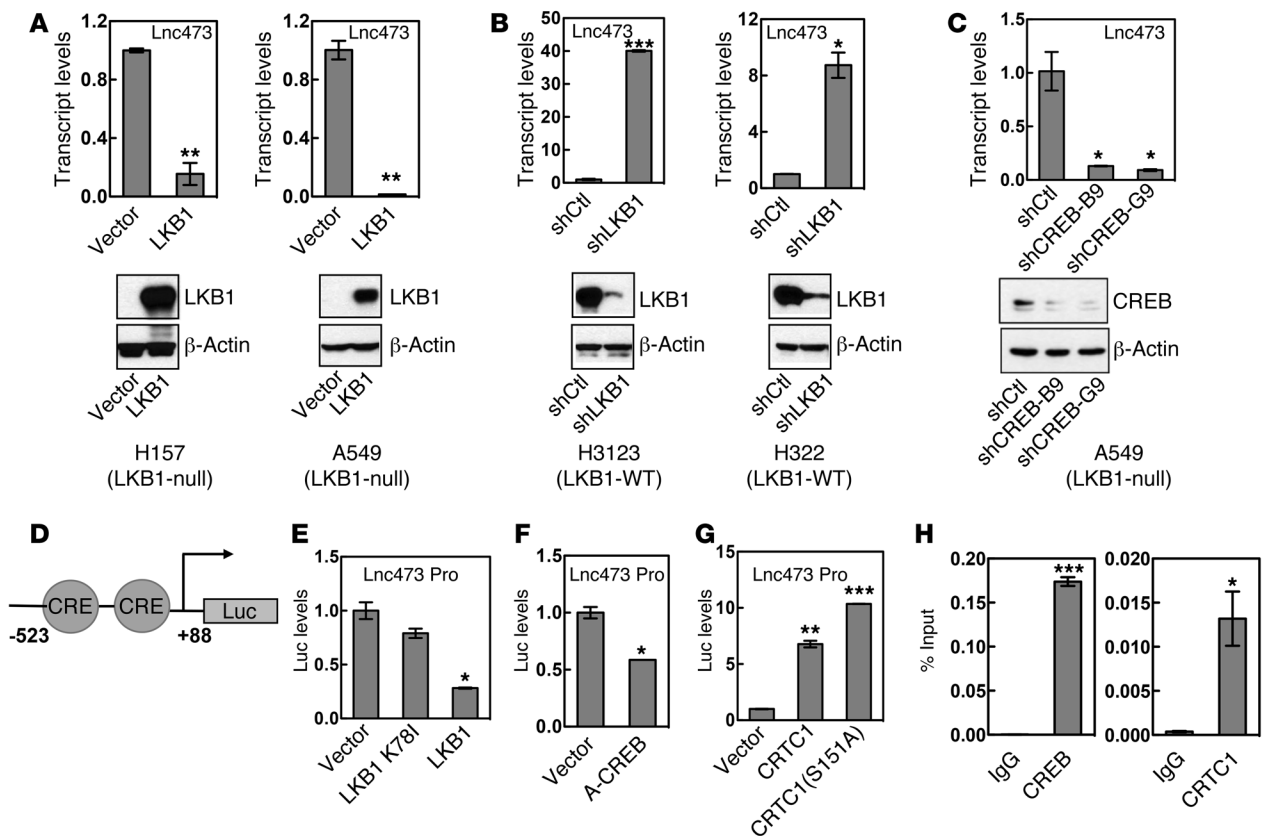 A
Transcript levels
1.2
1.0
0.8
0.4
0.0
Lnc473
**
Vector
LKB1
1.2
1.0
0.8
0.4
0.0
Lnc473
**
Vector
LKB1
LKB1
β-Actin
Vector
LKB1
H157
(LKB1-null)
LKB1
β-Actin
Vector
LKB1
A549
(LKB1-null)
B
Transcript levels
50
40
30
20
10
0
Lnc473
***
shCtl
shLKB1
12
8
4
0
Lnc473
*
shCtl
shLKB1
LKB1
β-Actin
shCtl
shLKB1
H3123
(LKB1-WT)
LKB1
β-Actin
shCtl
shLKB1
H322
(LKB1-WT)
C
Transcript levels
1.5
1.0
0.5
0.0
Lnc473
*
*
shCtl
shCREB-B9
shCREB-G9
CREB
β-Actin
shCtl
shCREB-B9
shCREB-G9
A549
(LKB1-null)
D
CRE
CRE
Luc
-523
+88
E
Luc levels
1.5
1.0
0.5
0.0
Lnc473 Pro
*
Vector
LKB1 K78I
LKB1
F
Luc levels
1.5
1.0
0.5
0.0
Lnc473 Pro
*
Vector
A-CREB
G
Luc levels
15
10
5
0
Lnc473 Pro
**
***
Vector
CRTC1
CRTC1(S151A)
H
% Input
0.20
0.15
0.10
0.05
0.00
***
IgG
CREB
0.020
0.015
0.010
0.005
0.000
*
IgG
CRTC1